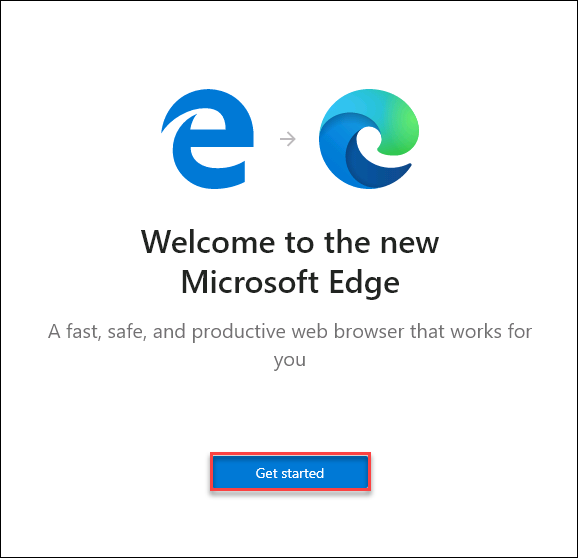 Welcome to the new
Microsoft Edge
A fast, safe, and productive web browser that works for
you
Get started